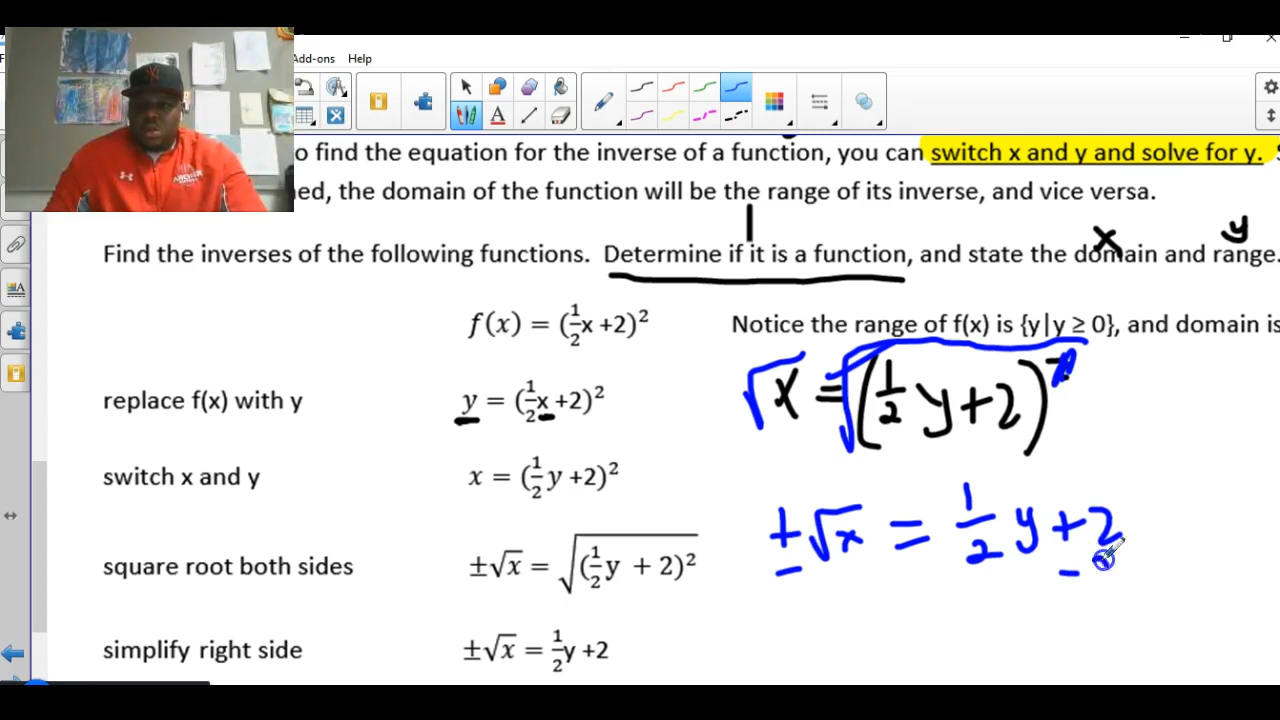 Add-ons Help
o find the equation for the inverse of a function, you can switch x and y and solve for y.
ned, the domain of the function will be the range of its inverse, and vice versa.
x y
Find the inverses of the following functions. Determine if it is a function, and state the domain and range.
f(x) = (1/2x +2)² Notice the range of f(x) is {y|y ≥ 0}, and domain is
√x = √(1/2 y+2)²
replace f(x) with y y = (1/2x +2)²
switch x and y x = (1/2y +2)²
±√x = 1/2 y+2
square root both sides ±√x = √(1/2y + 2)²
simplify right side ±√x = 1/2y +2